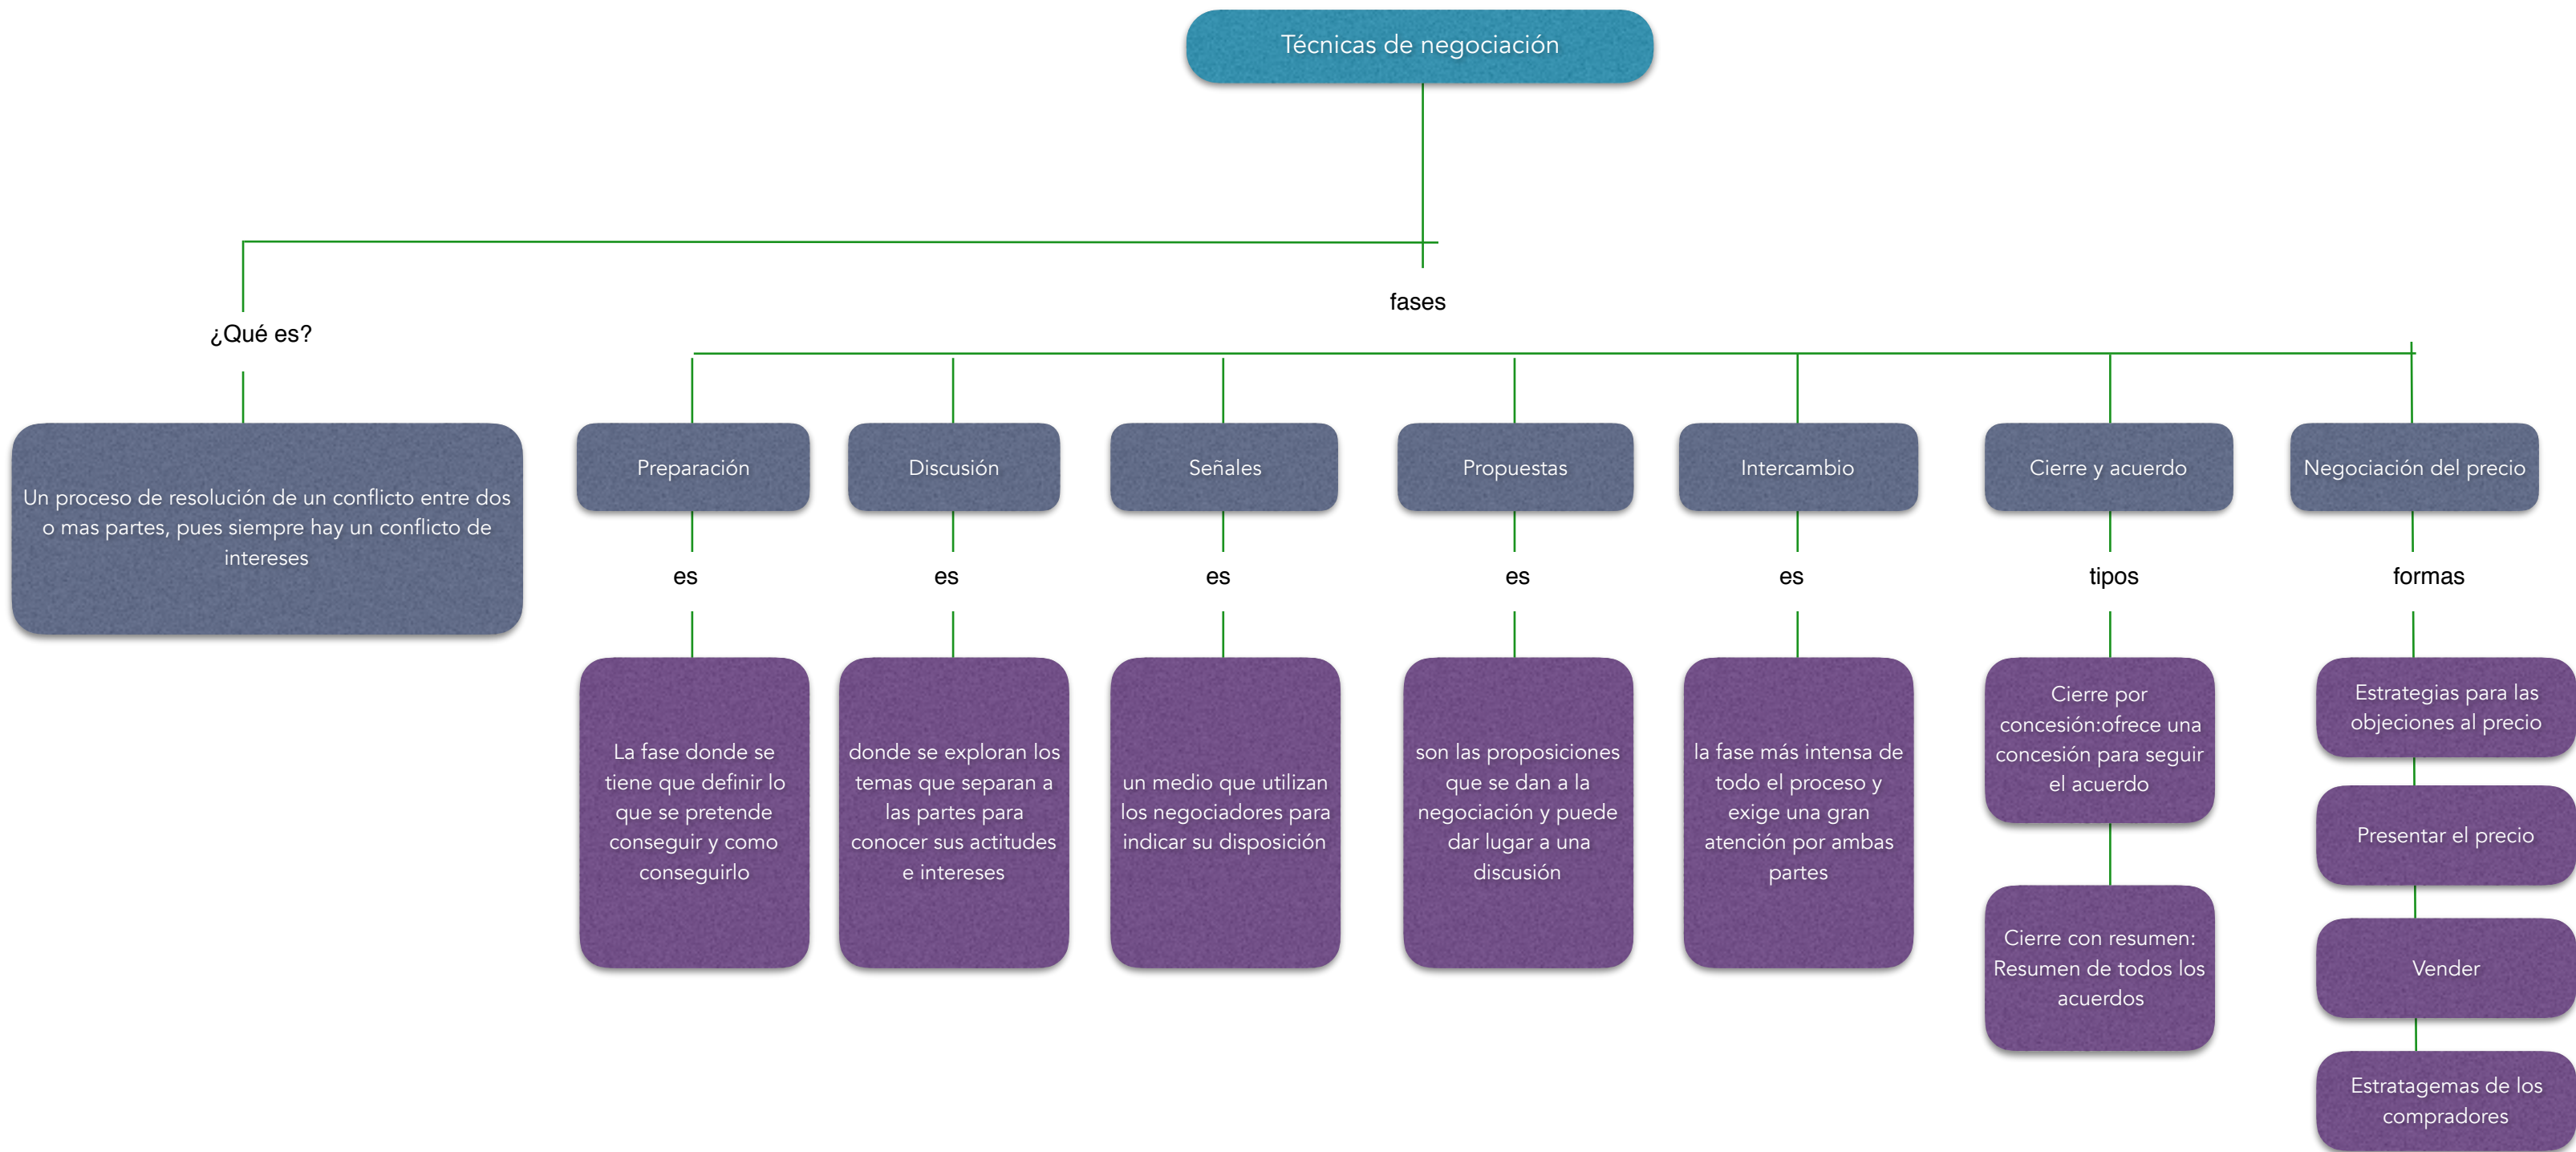 Técnicas de negociación
fases
¿Qué es?
Un proceso de resolución de un conflicto entre dos
o mas partes, pues siempre hay un conflicto de
intereses
Preparación
Discusión
Señales
Propuestas
Intercambio
Cierre y acuerdo
Negociación del precio
es
es
es
es
es
tipos
formas
La fase donde se
tiene que definir lo
que se pretende
conseguir y como
conseguirlo
donde se exploran los
temas que separan a
las partes para
conocer sus actitudes
e intereses
un medio que utilizan
los negociadores para
indicar su disposición
son las proposiciones
que se dan a la
negociación y puede
dar lugar a una
discusión
la fase más intensa de
todo el proceso y
exige una gran
atención por ambas
partes
Cierre por
concesión:ofrece una
concesión para seguir
el acuerdo
Cierre con resumen:
Resumen de todos los
acuerdos
Estrategias para las
objeciones al precio
Presentar el precio
Vender
Estratagemas de los
compradores